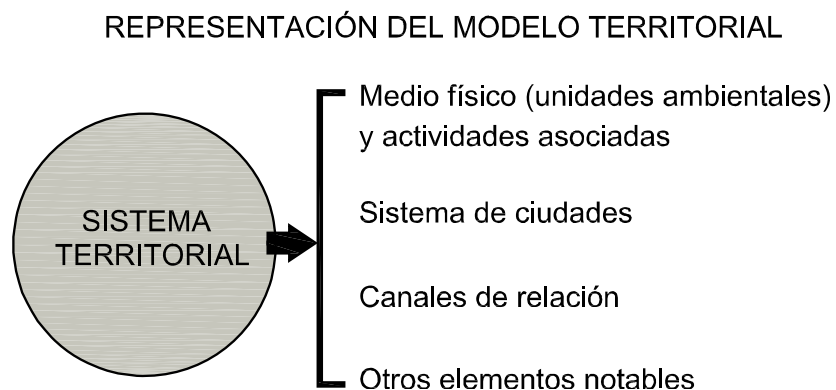 REPRESENTACIÓN DEL MODELO TERRITORIAL
SISTEMA
TERRITORIAL
Medio físico (unidades ambientales)
y actividades asociadas
Sistema de ciudades
Canales de relación
Otros elementos notables